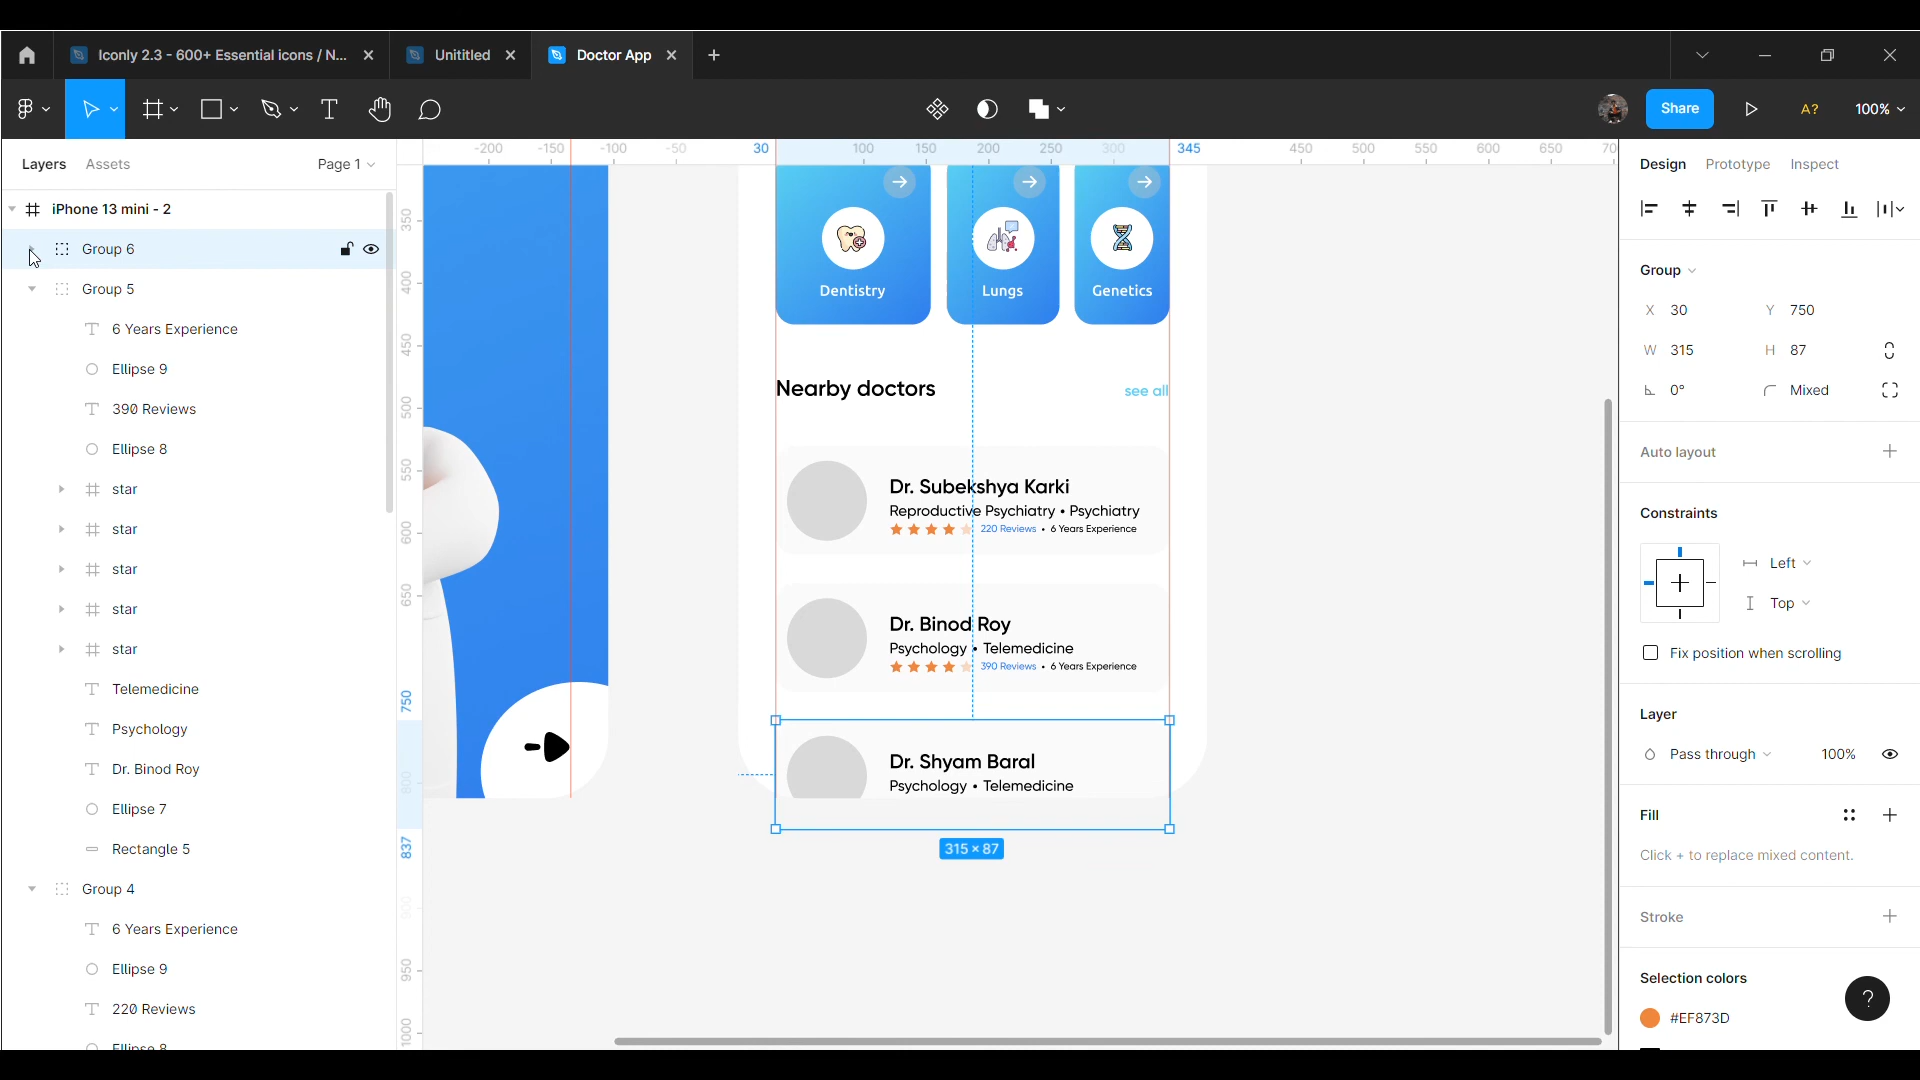 Iconly 2.3 - 600+ Essential icons / N...
Unititled
Doctor App
Share
A?
100%
Layers
Assets
Page 1
iPhone 13 mini - 2
Group 6
Group 5
6 Years Experience
Ellipse 9
390 Reviews
Ellipse 8
star
star
star
star
star
Telemedicine
Psychology
Dr. Binod Roy
Ellipse 7
Rectangle 5
Group 4
6 Years Experience
Ellipse 9
220 Reviews
Ellipse 8
-200
-150
-100
-50
30
100
150
200
250
300
345
450
500
550
600
650
350
400
450
500
550
600
650
750
800
837
900
950
1000
Dentistry
Lungs
Genetics
Nearby doctors
see all
Dr. Subekshya Karki
Reproductive Psychiatry • Psychiatry
220 Reviews • 6 Years Experience
Dr. Binod Roy
Psychology • Telemedicine
390 Reviews • 6 Years Experience
Dr. Shyam Baral
Psychology • Telemedicine
315 × 87
Design
Prototype
Inspect
Group
X 30
Y 750
W 315
H 87
0°
Mixed
Auto layout
Constraints
Left
Top
Fix position when scrolling
Layer
Pass through
100%
Fill
Click + to replace mixed content.
Stroke
Selection colors
#EF873D
?